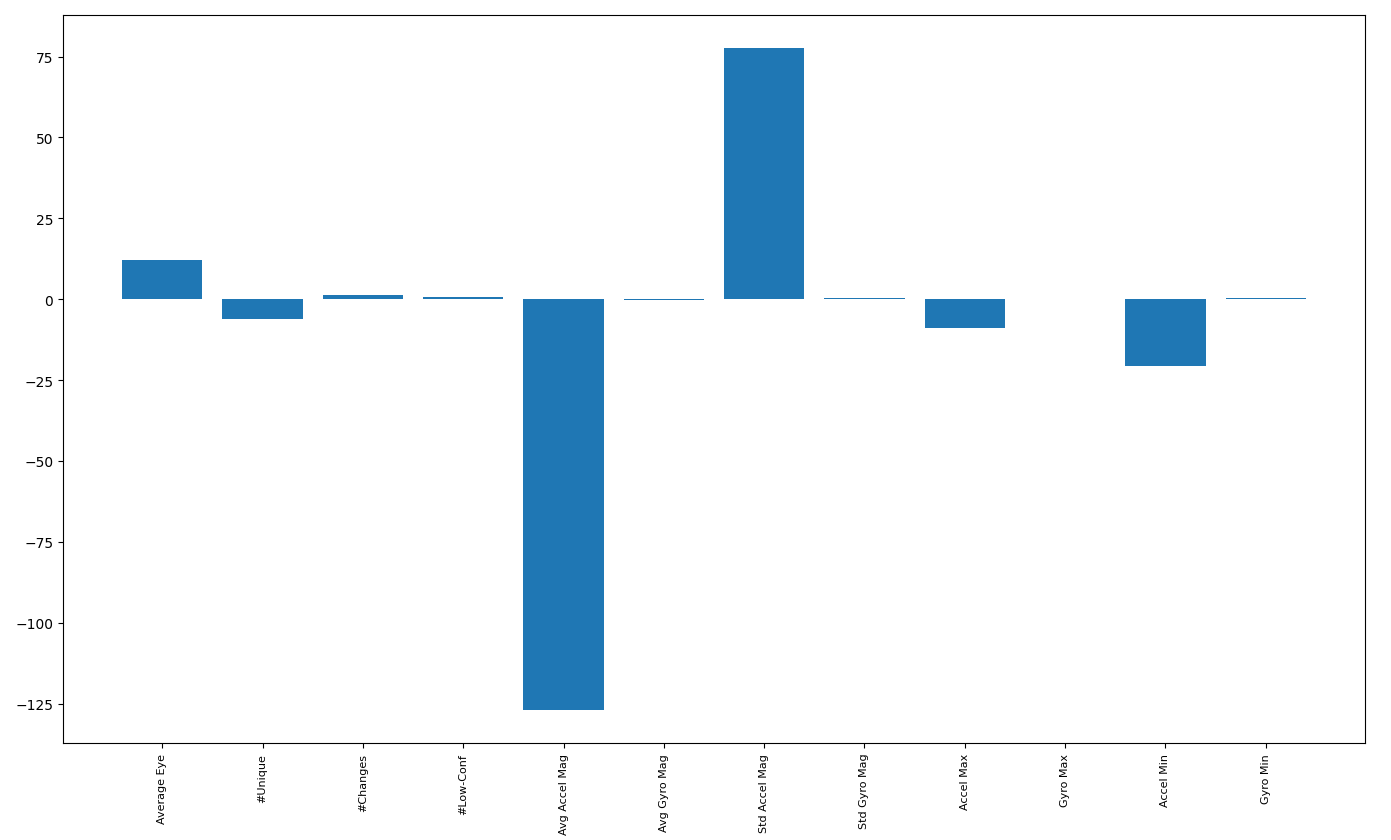 75
50
25
0
−25
−50
−75
−100
−125
Average Eye
#Unique
#Changes
#Low-Conf
Avg Accel Mag
Avg Gyro Mag
Std Accel Mag
Std Gyro Mag
Accel Max
Gyro Max
Accel Min
Gyro Min